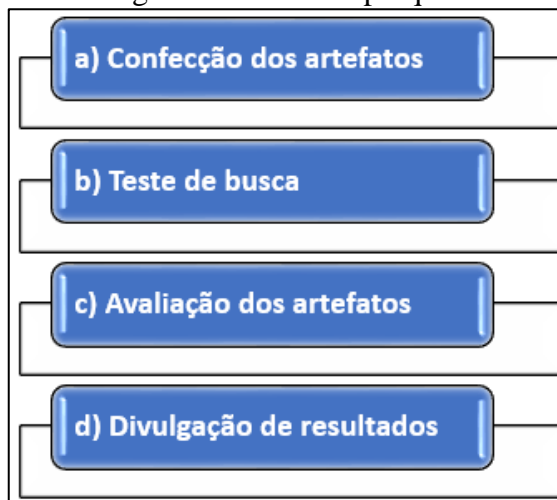 a) Confecção dos artefatos
b) Teste de busca
c) Avaliação dos artefatos
d) Divulgação de resultados